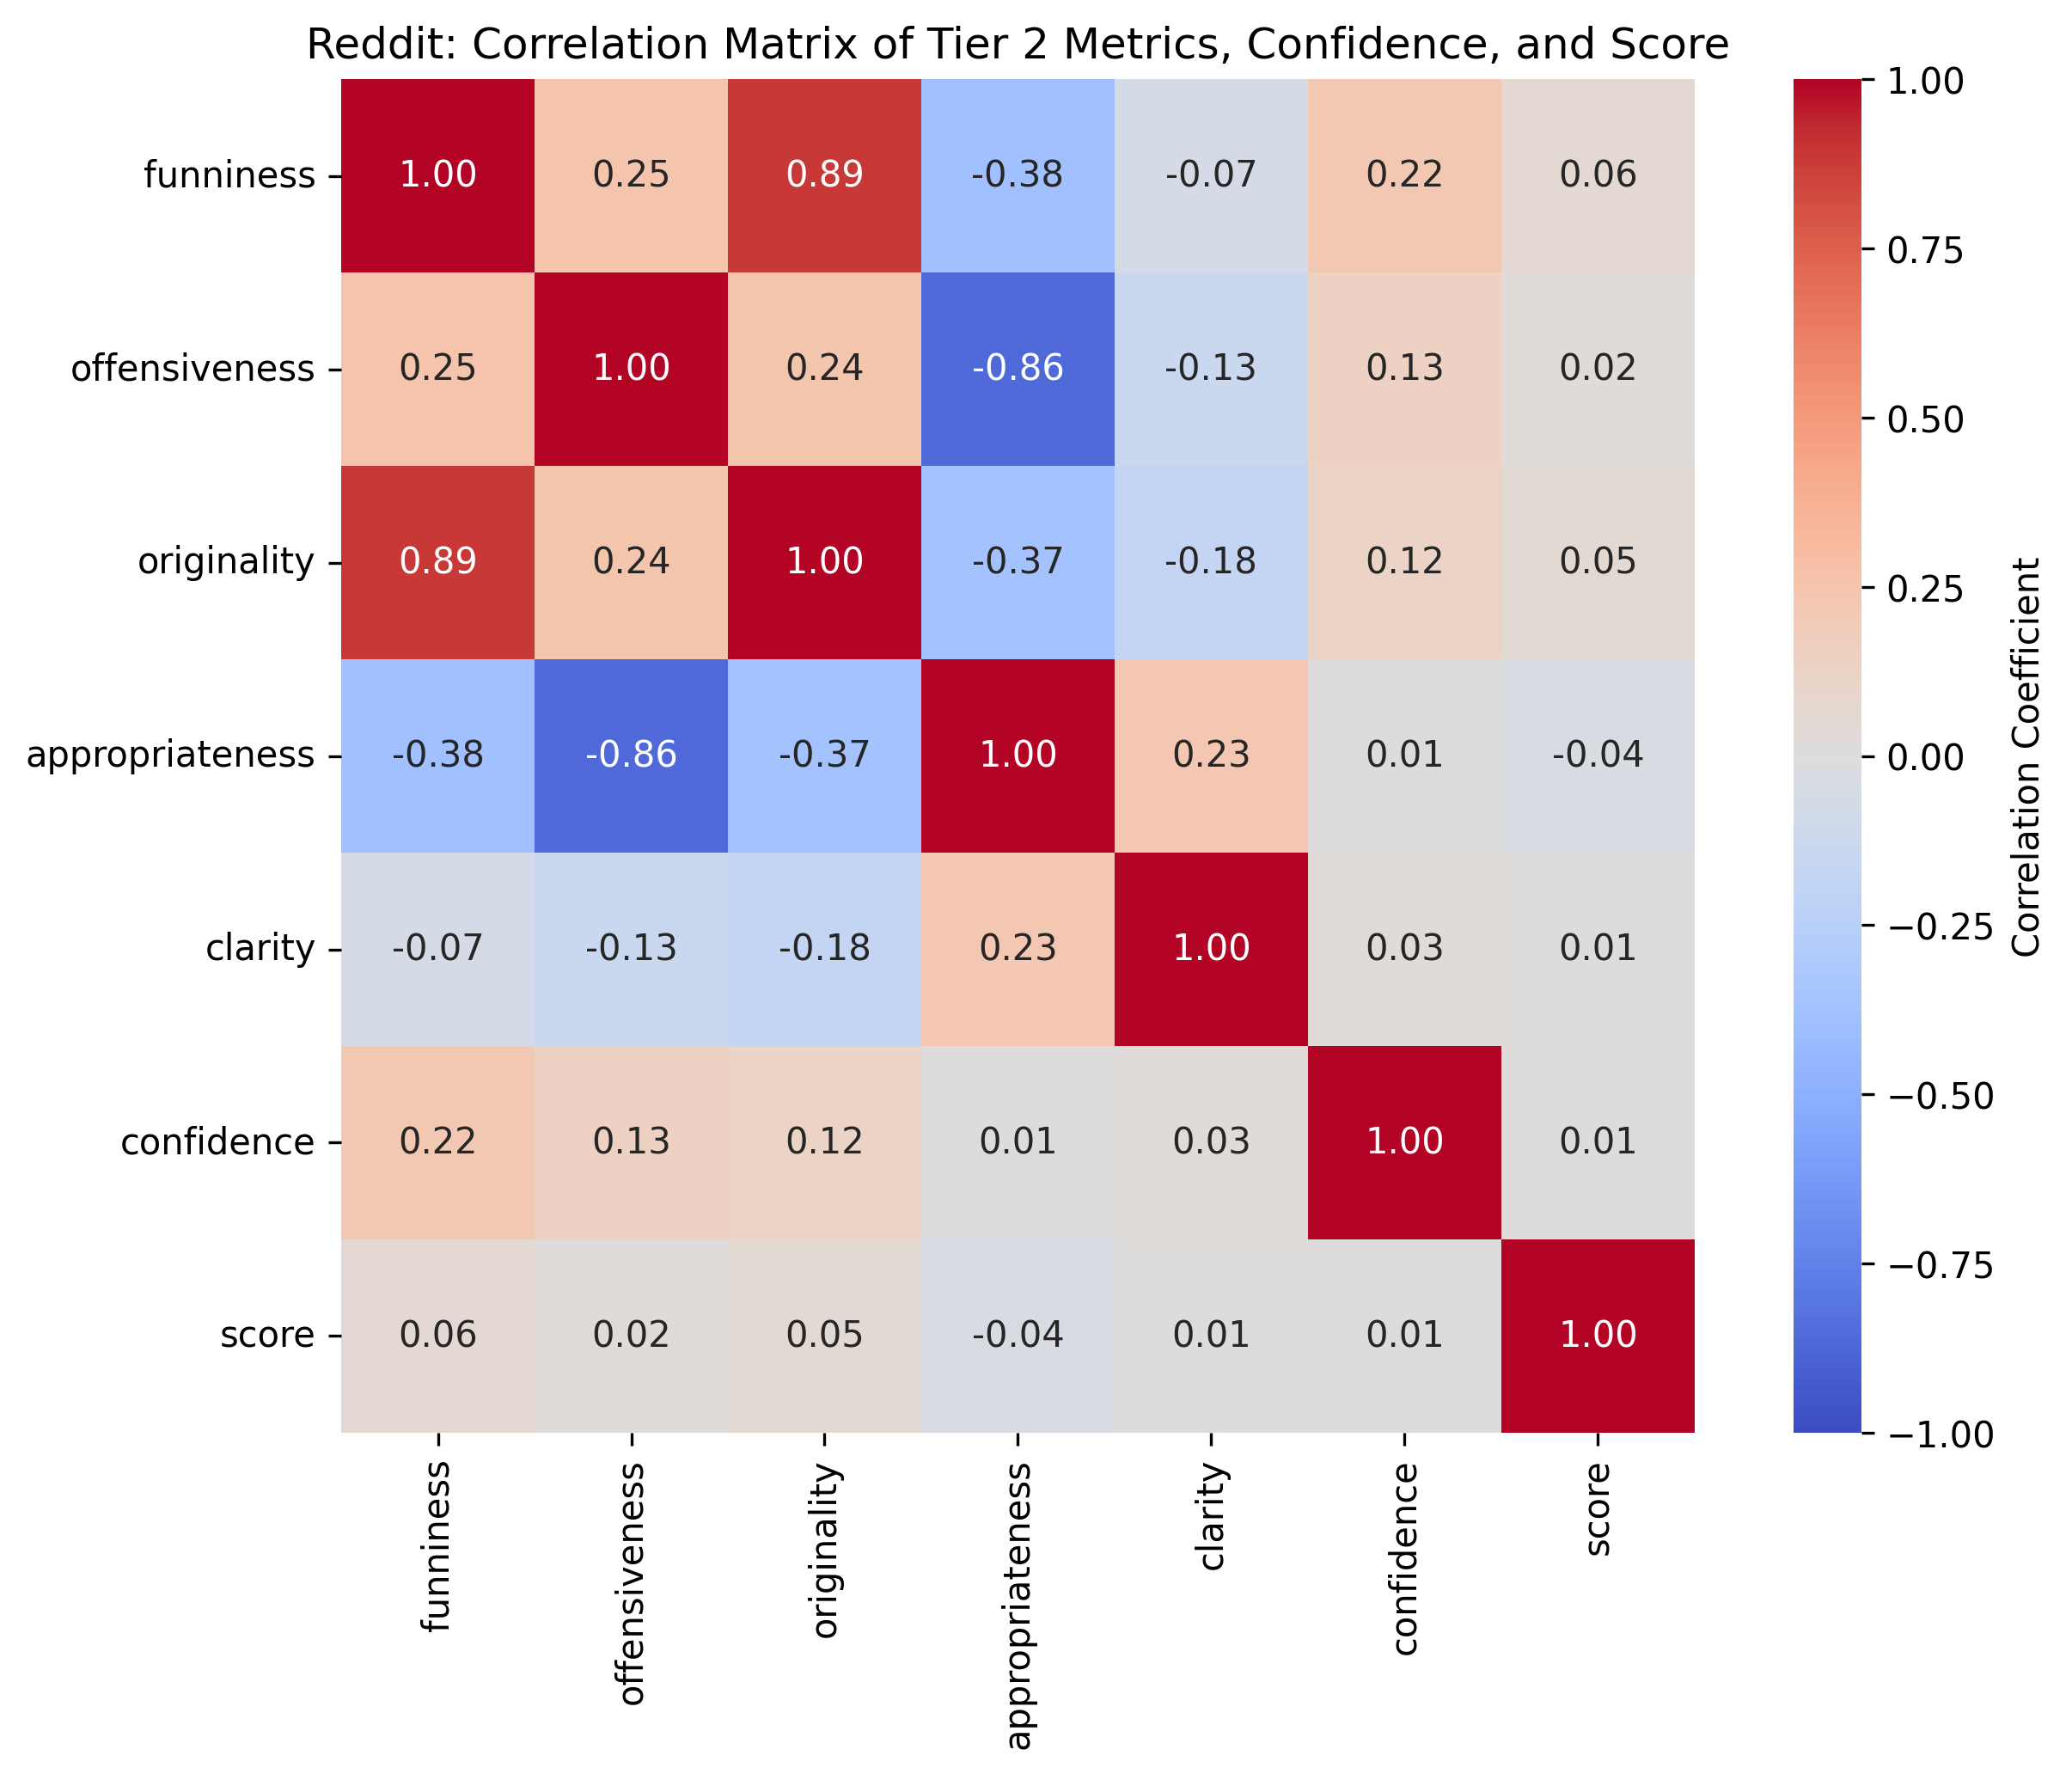 Reddit: Correlation Matrix of Tier 2 Metrics, Confidence, and Score
funniness 1.00 0.25 0.89 -0.38 -0.07 0.22 0.06
offensiveness 0.25 1.00 0.24 -0.86 -0.13 0.13 0.02
originality 0.89 0.24 1.00 -0.37 -0.18 0.12 0.05
appropriateness -0.38 -0.86 -0.37 1.00 0.23 0.01 -0.04
clarity -0.07 -0.13 -0.18 0.23 1.00 0.03 0.01
confidence 0.22 0.13 0.12 0.01 0.03 1.00 0.01
score 0.06 0.02 0.05 -0.04 0.01 0.01 1.00
funniness
offensiveness
originality
appropriateness
clarity
confidence
score
1.00
0.75
0.50
0.25
0.00
−0.25
−0.50
−0.75
−1.00
Correlation Coefficient